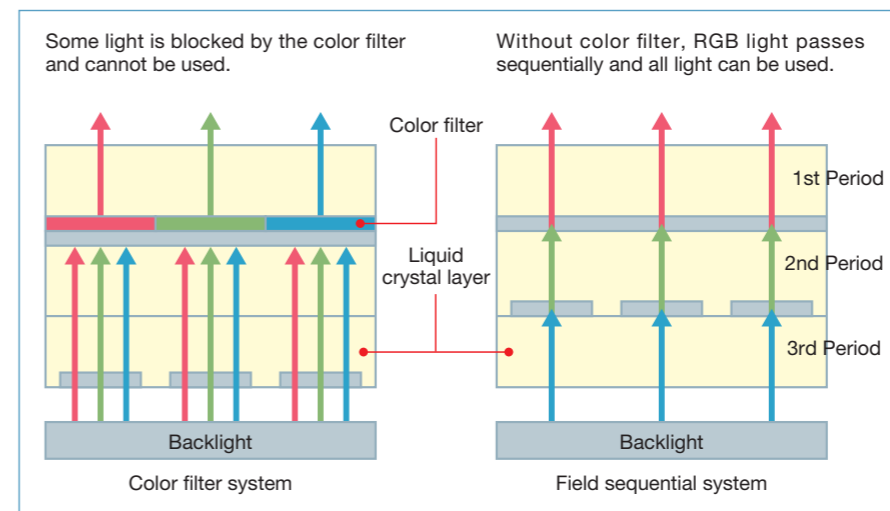 Some light is blocked by the color filter
and cannot be used.
Without color filter, RGB light passes
sequentially and all light can be used.
Color filter
Liquid
crystal layer
1st Period
2nd Period
3rd Period
Backlight
Backlight
Color filter system
Field sequential system